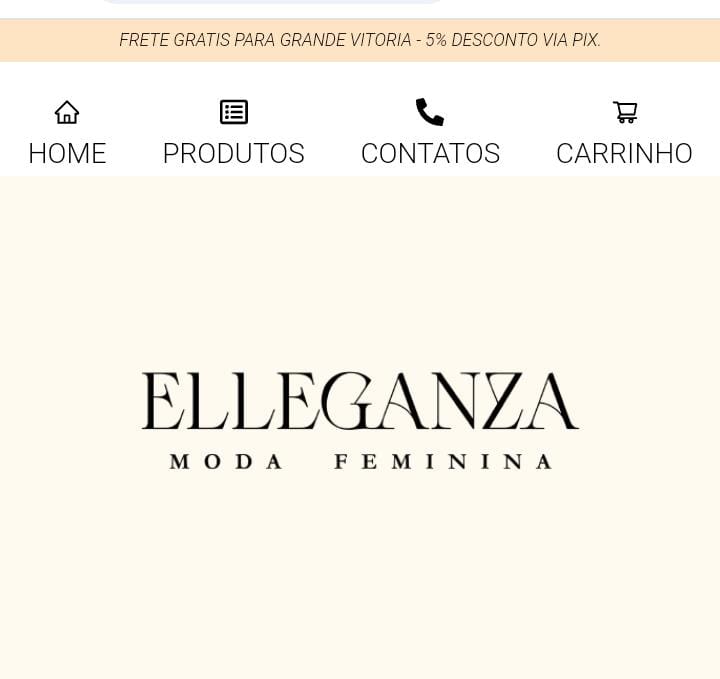 FRETE GRATIS PARA GRANDE VITORIA - 5% DESCONTO VIA PIX.
HOME PRODUTOS CONTATOS CARRINHO
ELLEGANZA
MODA FEMININA